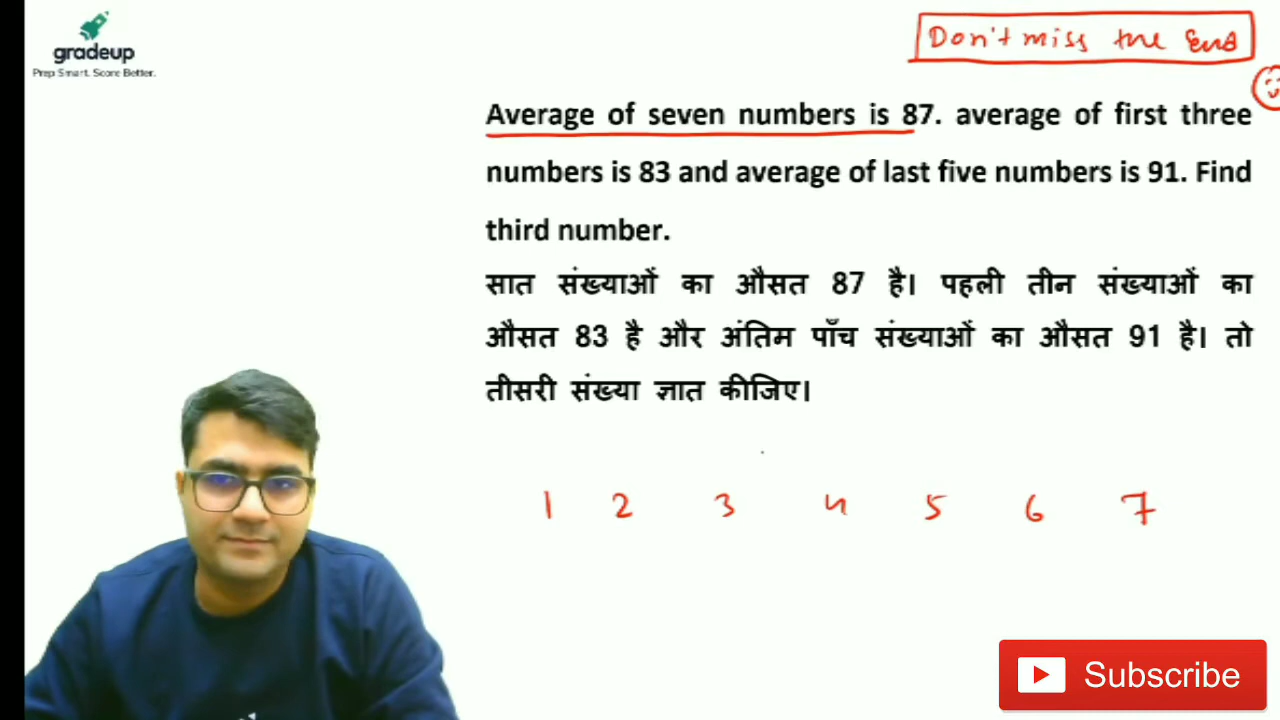 gradeup
Prep Smart. Score Better.
Don't miss the End
Average of seven numbers is 87. average of first three
numbers is 83 and average of last five numbers is 91. Find
third number.
सात संख्याओं का औसत 87 है। पहली तीन संख्याओं का
औसत 83 है और अंतिम पाँच संख्याओं का औसत 91 है। तो
तीसरी संख्या ज्ञात कीजिए।
1 2 3 4 5 6 7
Subscribe